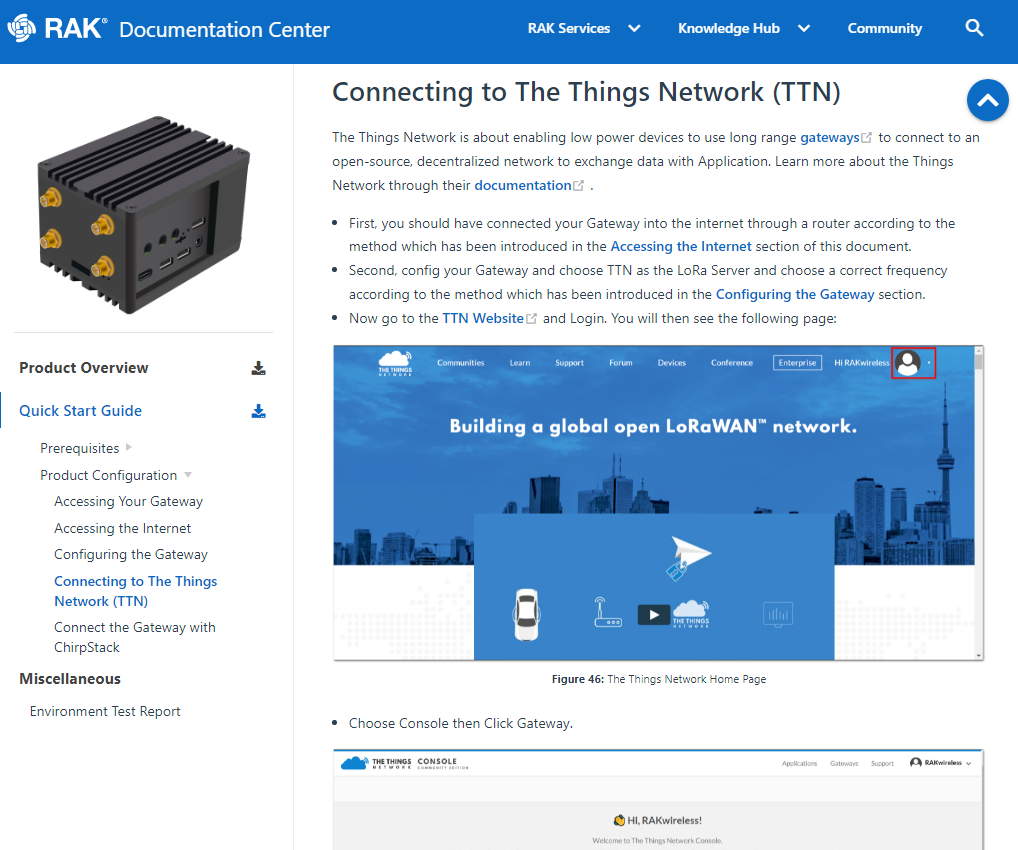 RAK® Documentation Center
RAK Services
Knowledge Hub
Community
Product Overview
Quick Start Guide
Prerequisites
Product Configuration
Accessing Your Gateway
Accessing the Internet
Configuring the Gateway
Connecting to The Things
Network (TTN)
Connect the Gateway with
ChirpStack
Miscellaneous
Environment Test Report
Connecting to The Things Network (TTN)
The Things Network is about enabling low power devices to use long range gateways to connect to an
open-source, decentralized network to exchange data with Application. Learn more about the Things
Network through their documentation .
• First, you should have connected your Gateway into the internet through a router according to the
method which has been introduced in the Accessing the Internet section of this document.
• Second, config your Gateway and choose TTN as the LoRa Server and choose a correct frequency
according to the method which has been introduced in the Configuring the Gateway section.
• Now go to the TTN Website and Login. You will then see the following page:
THE THINGS
NETWORK
Communities
Learn
Support
Forum
Devices
Conference
Enterprise
Hi RAKwireless
Building a global open LoRaWAN™ network.
THE THINGS
NETWORK
Figure 46: The Things Network Home Page
• Choose Console then Click Gateway.
THE THINGS
NETWORK
CONSOLE
COMMUNITY EDITION
Applications
Gateways
Support
RAKwireless
Hi, RAKwireless!
Welcome to The Things Network Console.